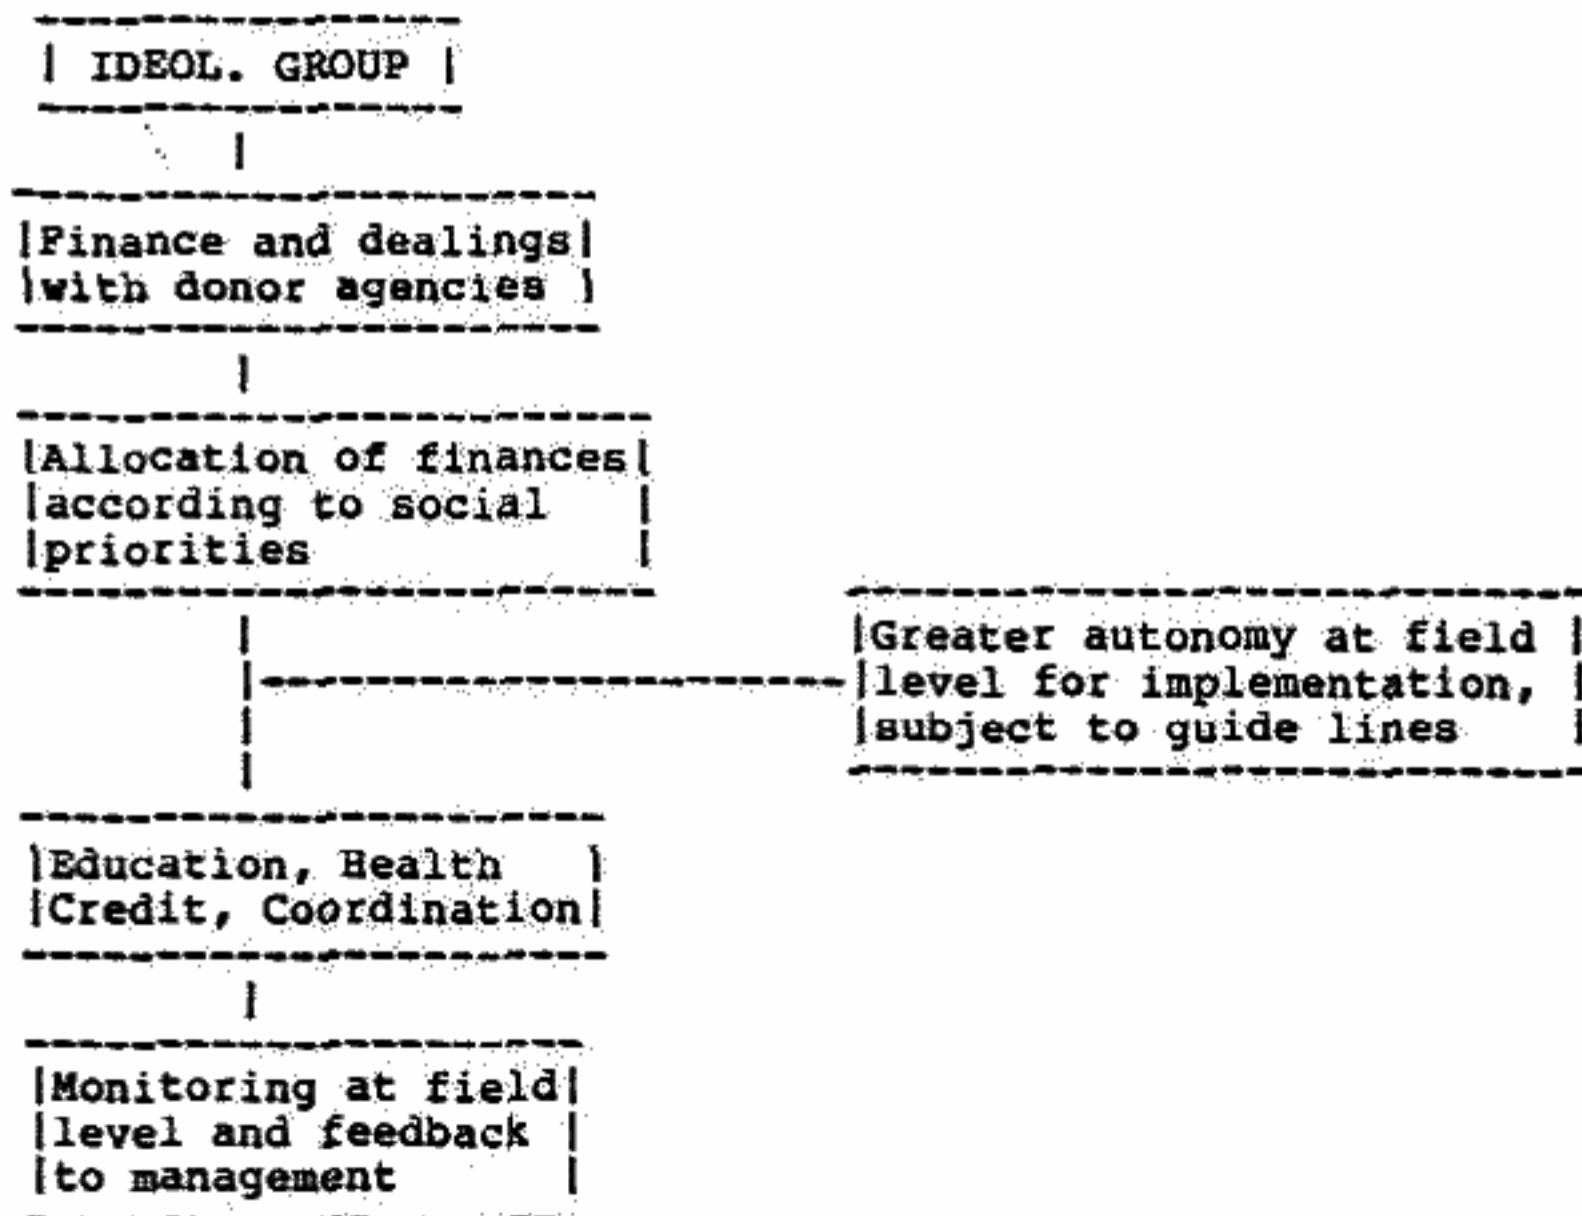 IDEOL. GROUP
Finance and dealings
with donor agencies
Allocation of finances
according to social
priorities
Greater autonomy at field
level for implementation,
subject to guide lines
Education, Health
Credit, Coordination
Monitoring at field
level and feedback
to management